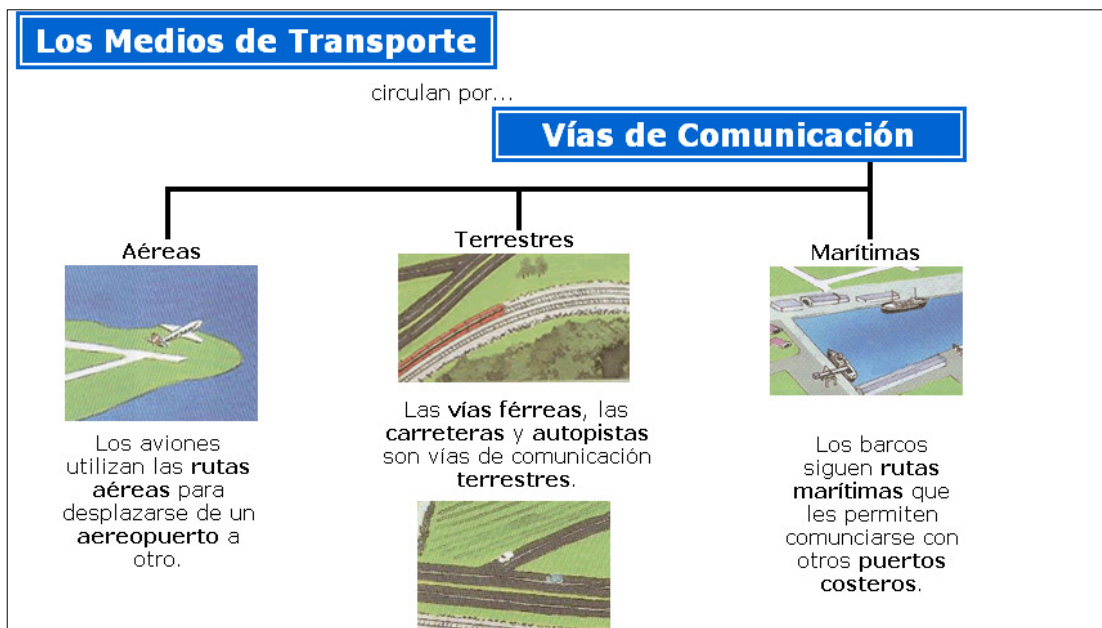 Los Medios de Transporte
circulan por...
Vías de Comunicación
Aéreas
Los aviones
utilizan las rutas
aéreas para
desplazarse de un
aereopuerto a
otro.
Terrestres
Las vías férreas, las
carreteras y autopistas
son vías de comunicación
terrestres.
Marítimas
Los barcos
siguen rutas
marítimas que
les permiten
comunciarse con
otros puertos
costeros.